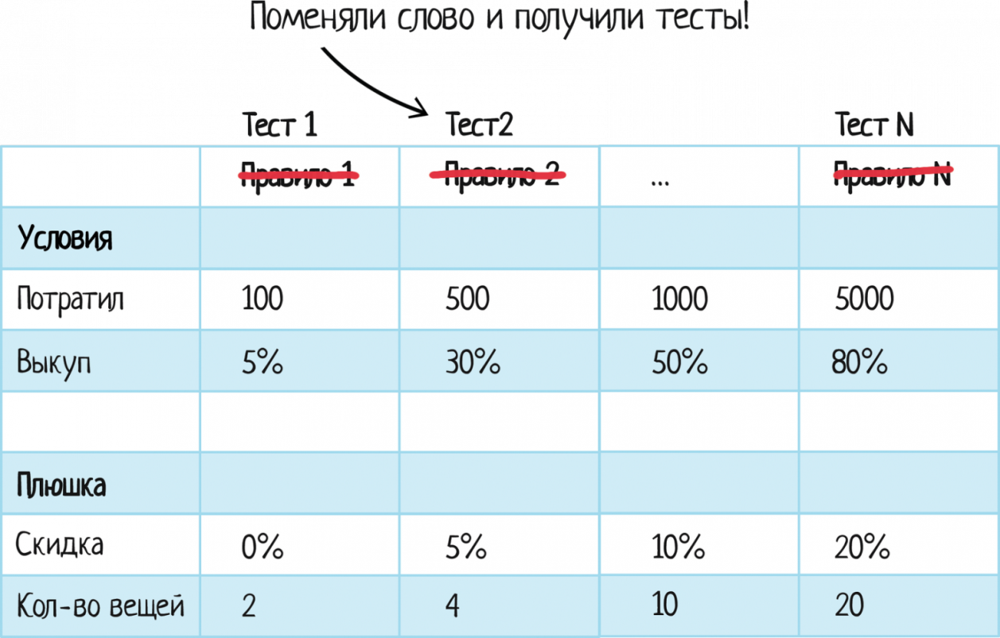 Поменяли слово и получили тесты!
Тест 1 Тест2 Тест N
Правило 1 Правило 2 ... Правило N
Условия
Потратил 100 500 1000 5000
Выкуп 5% 30% 50% 80%
Плюшка
Скидка 0% 5% 10% 20%
Кол-во вещей 2 4 10 20